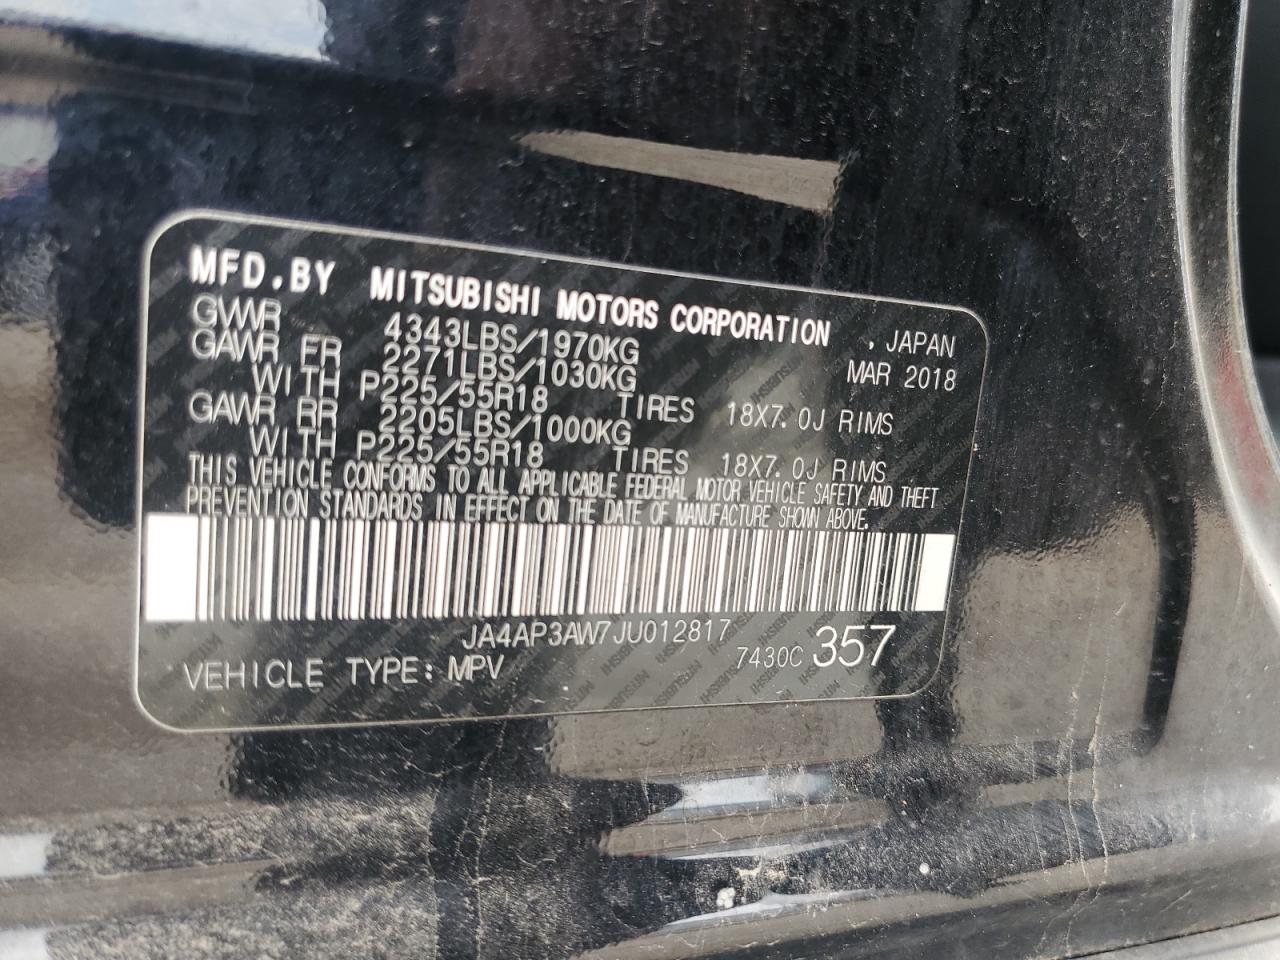 MFD.BY MITSUBISHI MOTORS CORPORATION , JAPAN
GVWR 4343LBS/1970KG MAR 2018
GAWR FR 2271LBS/1030KG
WITH P225/55R18 TIRES 18X7.0J RIMS
GAWR RR 2205LBS/1000KG
WITH P225/55R18 TIRES 18X7.0J RIMS
THIS VEHICLE CONFORMS TO ALL APPLICABLE FEDERAL MOTOR VEHICLE SAFETY AND THEFT
PREVENTION STANDARDS IN EFFECT ON THE DATE OF MANUFACTURE SHOWN ABOVE.
JA4AP3AW7JU012817
VEHICLE TYPE: MPV 7430C 357